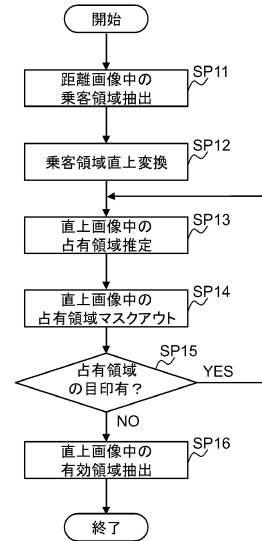 開始
SP11
距離画像中の
乗客領域抽出
SP12
乗客領域直上変換
SP13
直上画像中の
占有領域推定
SP14
直上画像中の
占有領域マスクアウト
SP15
占有領域
の目印有?
YES
NO
SP16
直上画像中の
有効領域抽出
終了